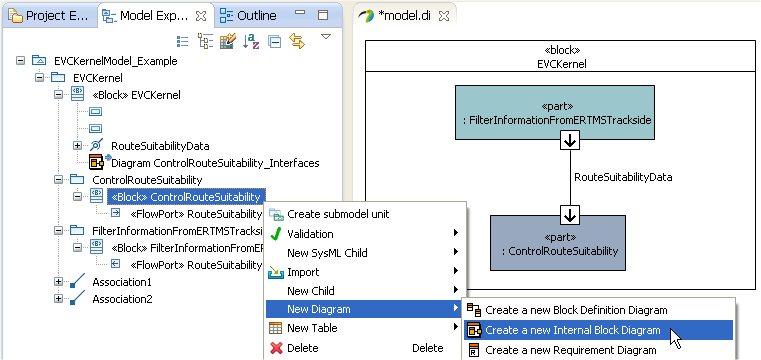 Project E...
Model Exp...
Outline
EVCKernelModel_Example
EVCKernel
«Block» EVCKernel
RouteSuitabilityData
Diagram ControlRouteSuitability_Interfaces
ControlRouteSuitability
«Block» ControlRouteSuitability
«FlowPort» RouteSuitability
FilterInformationFromERTMSTracksid
«Block» FilterInformationFromER
«FlowPort» RouteSuitability
Association1
Association2
Create submodel unit
Validation
New SysML Child
Import
New Child
New Diagram
New Table
Delete Delete
Create a new Block Definition Diagram
Create a new Internal Block Diagram
Create a new Requirement Diagram
*model.di
«block»
EVCKernel
«part»
: FilterInformationFromERTMSTrackside
RouteSuitabilityData
«part»
: ControlRouteSuitability